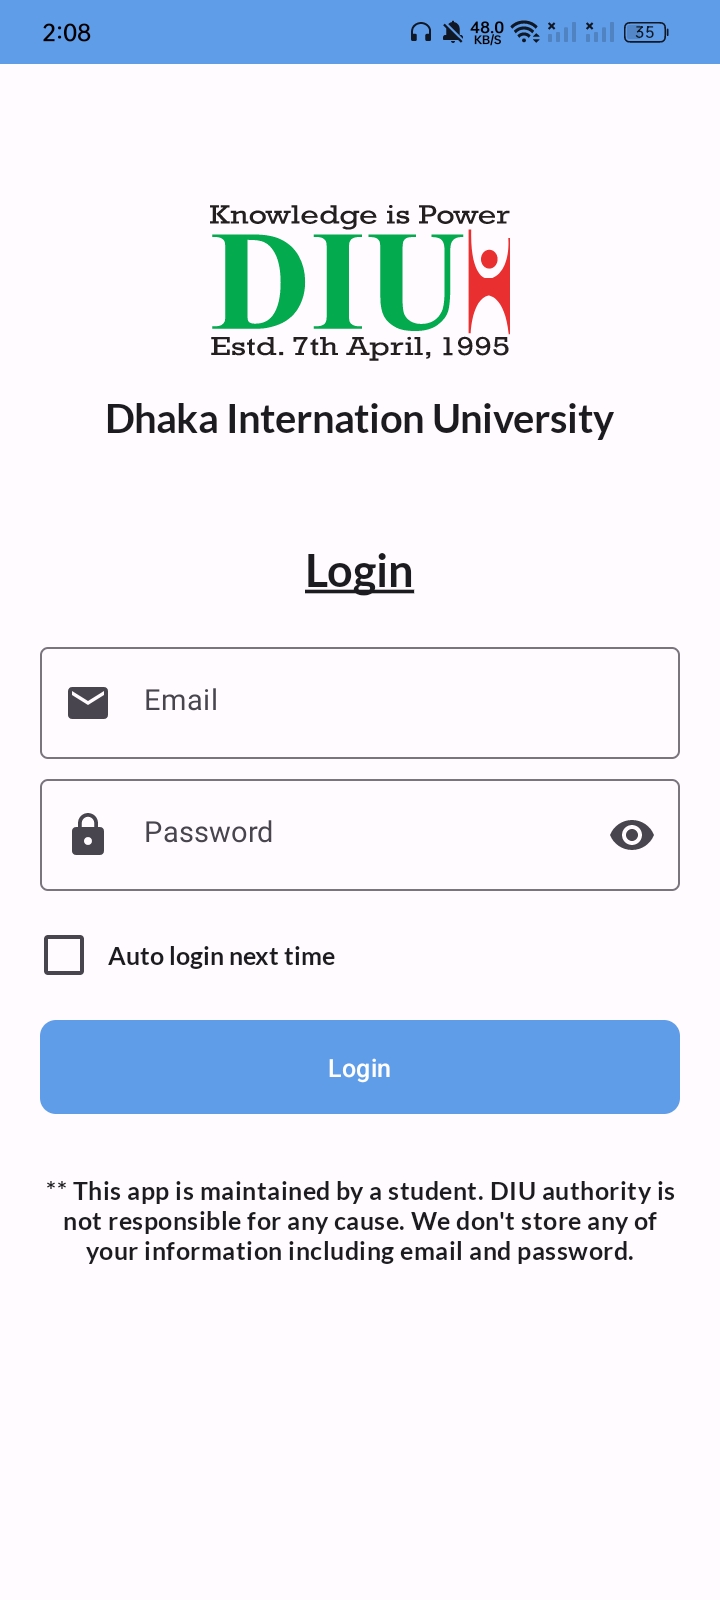 2:08
48.0
KB/S
35
Knowledge is Power
DIU
Estd. 7th April, 1995
Dhaka Internation University
Login
Email
Password
Auto login next time
Login
** This app is maintained by a student. DIU authority is
not responsible for any cause. We don't store any of
your information including email and password.